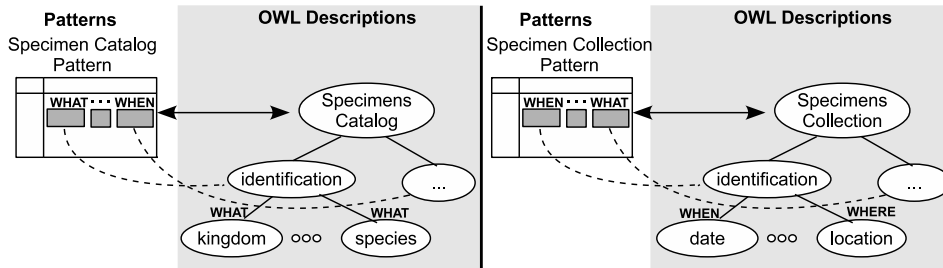 Patterns
OWL Descriptions
Specimen Catalog
Pattern
WHAT ... WHEN
Specimens
Catalog
identification
...
WHAT
WHAT
kingdom
species
Patterns
OWL Descriptions
Specimen Collection
Pattern
WHEN ... WHAT
Specimens
Collection
identification
...
WHEN
WHERE
date
location